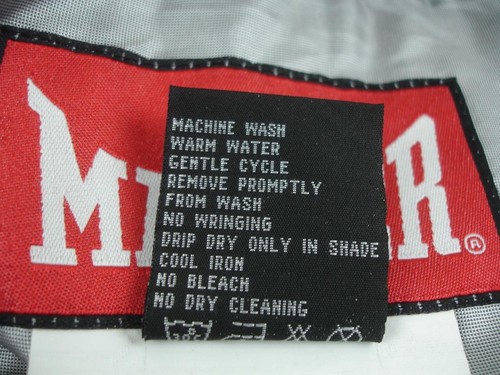 MACHINE WASH
WARM WATER
GENTLE CYCLE
REMOVE PROMPTLY
FROM WASH
NO WRINGING
DRIP DRY ONLY IN SHADE
COOL IRON
NO BLEACH
NO DRY CLEANING